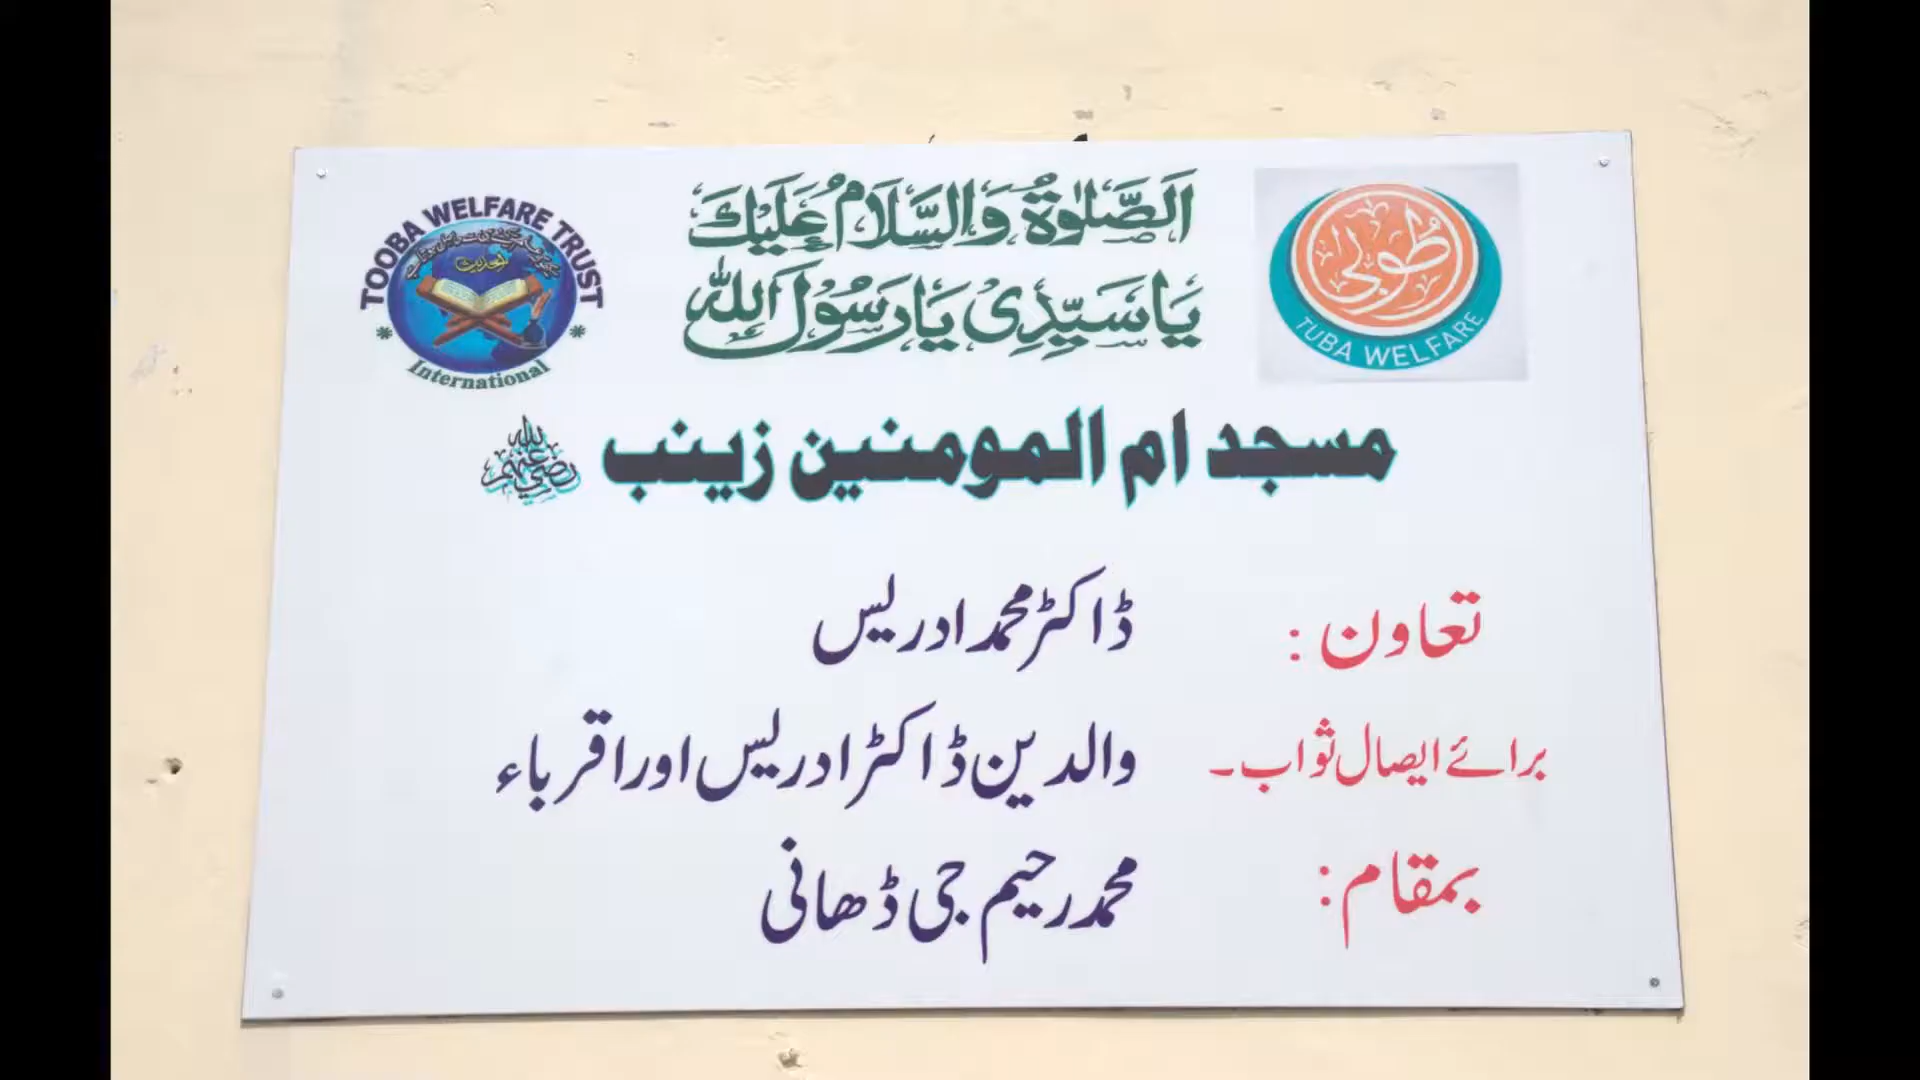 TOOBA WELFARE TRUST
International
الصلوٰۃ والسلام علیک
یا سیدی یا رسول اللہ
طوبیٰ
TUBA WELFARE
مسجد ام المومنین زینب رضی اللہ عنہم
تعاون : ڈاکٹر محمد ادریس
برائے ایصال ثواب ۔ والدین ڈاکٹر ادریس اور اقرباء
بمقام : محمد رحیم جی ڈھانی